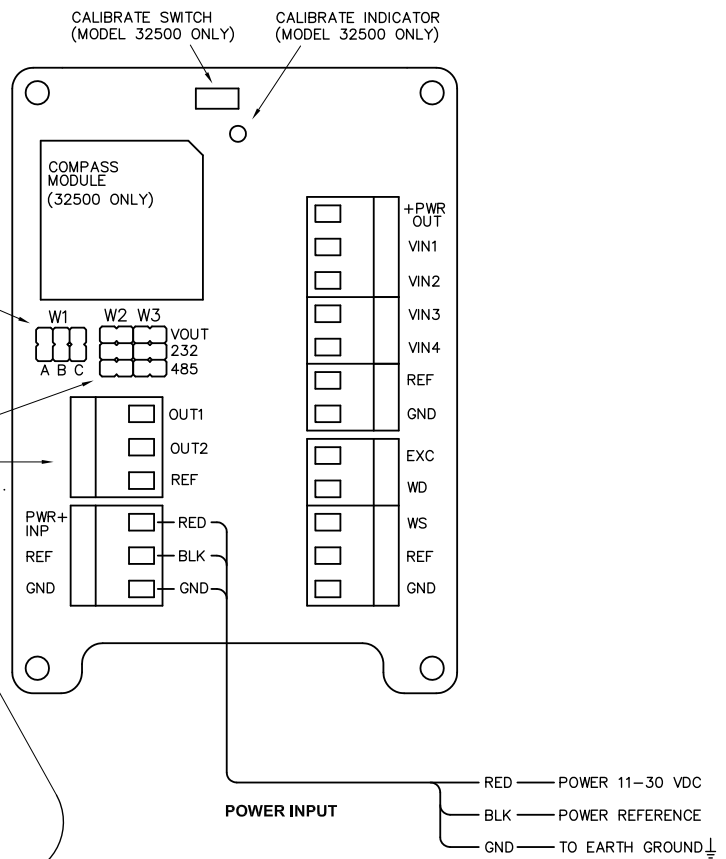 CALIBRATE SWITCH
(MODEL 32500 ONLY)
CALIBRATE INDICATOR
(MODEL 32500 ONLY)
COMPASS
MODULE
(32500 ONLY)
+PWR
OUT
VIN1
VIN2
VIN3
VIN4
REF
GND
W1
A B C
W2 W3
VOUT
232
485
OUT1
OUT2
REF
EXC
WD
WS
REF
GND
PWR+
INP
RED
REF
BLK
GND
GND
POWER INPUT
RED POWER 11-30 VDC
BLK POWER REFERENCE
GND TO EARTH GROUND